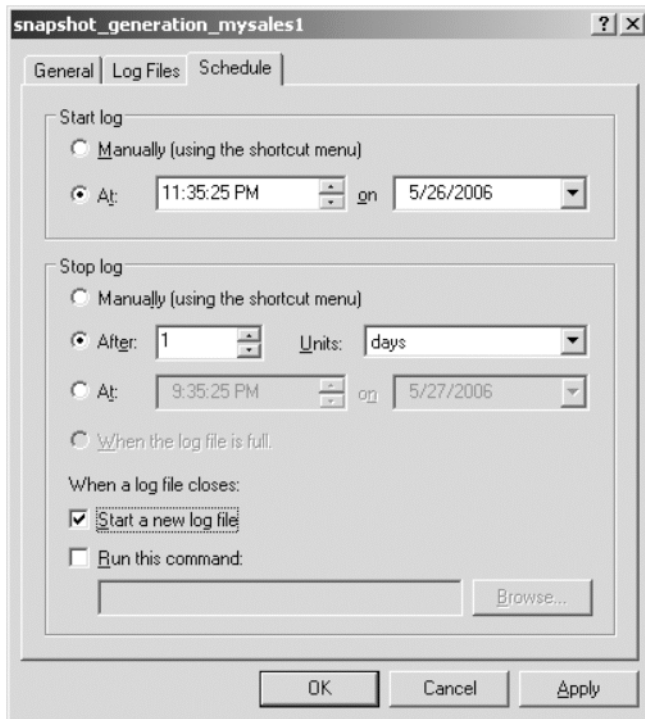 snapshot_generation_mysales1
General Log Files Schedule
Start log
Manually (using the shortcut menu)
At: 11:35:25 PM on 5/26/2006
Stop log
Manually (using the shortcut menu)
After: 1 Units: days
At: 9:35:25 PM on 5/27/2006
When the log file is full.
When a log file closes:
Start a new log file
Run this command:
Browse...
OK Cancel Apply